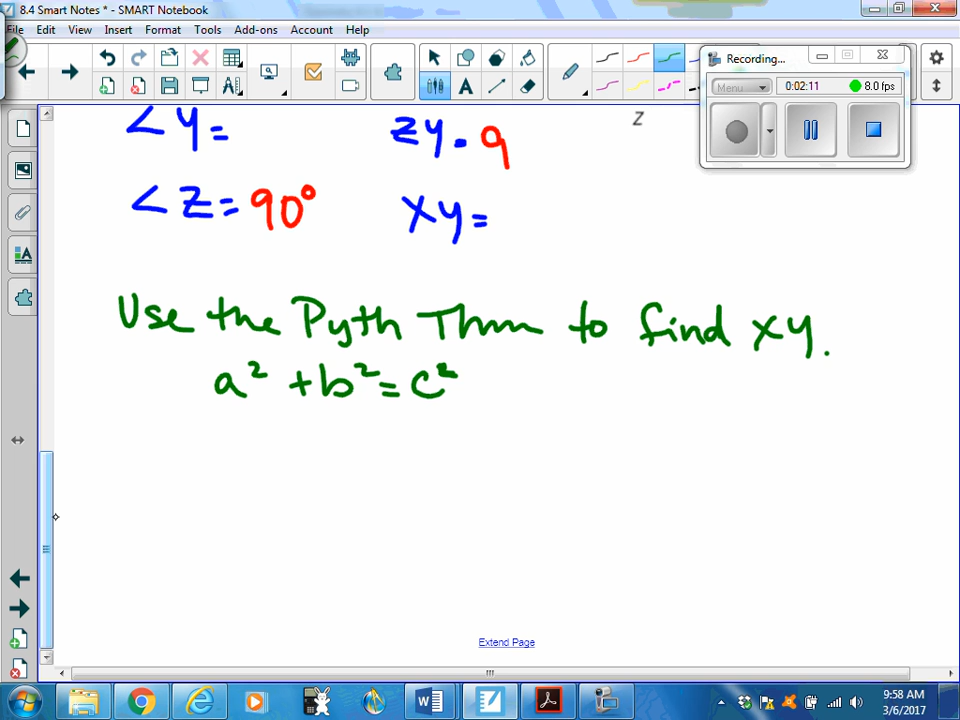 8.4 Smart Notes * - SMART Notebook
File Edit View Insert Format Tools Add-ons Account Help
Recording...
Menu 0:02:11 8.0 fps
Z
<Y= ZY= 9
<Z= 90° XY=
Use the Pyth Thm to find XY.
a² + b² = c²
Extend Page
9:58 AM
3/6/2017